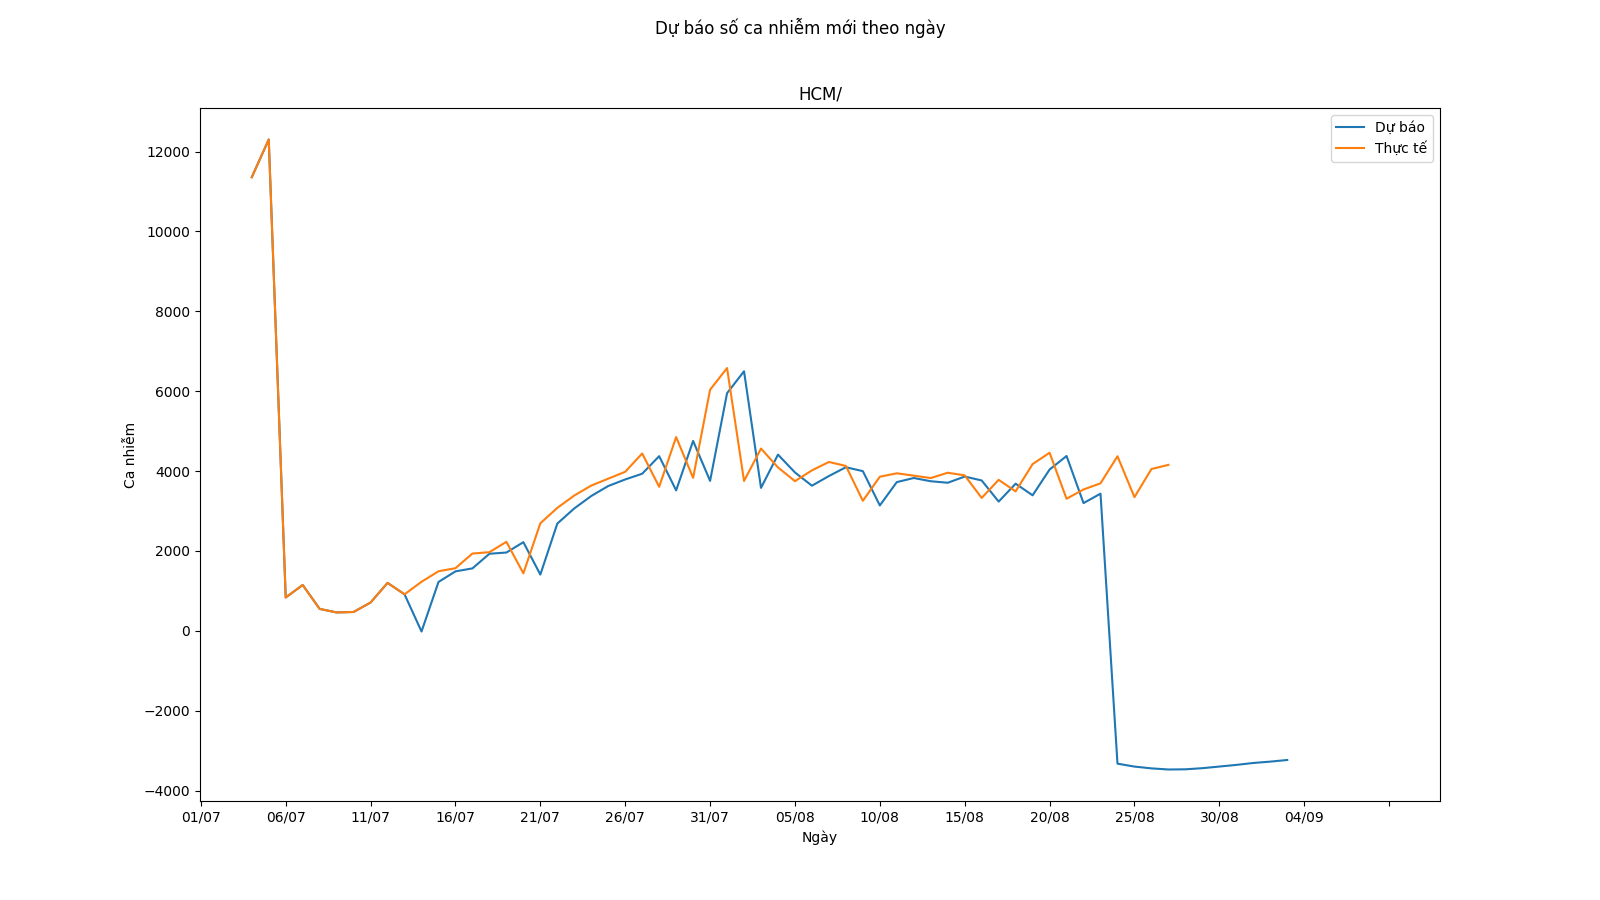 Dự báo số ca nhiễm mới theo ngày
HCM/
Dự báo
Thực tế
12000
10000
8000
6000
4000
2000
0
−2000
−4000
Ca nhiễm
01/07 06/07 11/07 16/07 21/07 26/07 31/07 05/08 10/08 15/08 20/08 25/08 30/08 04/09
Ngày